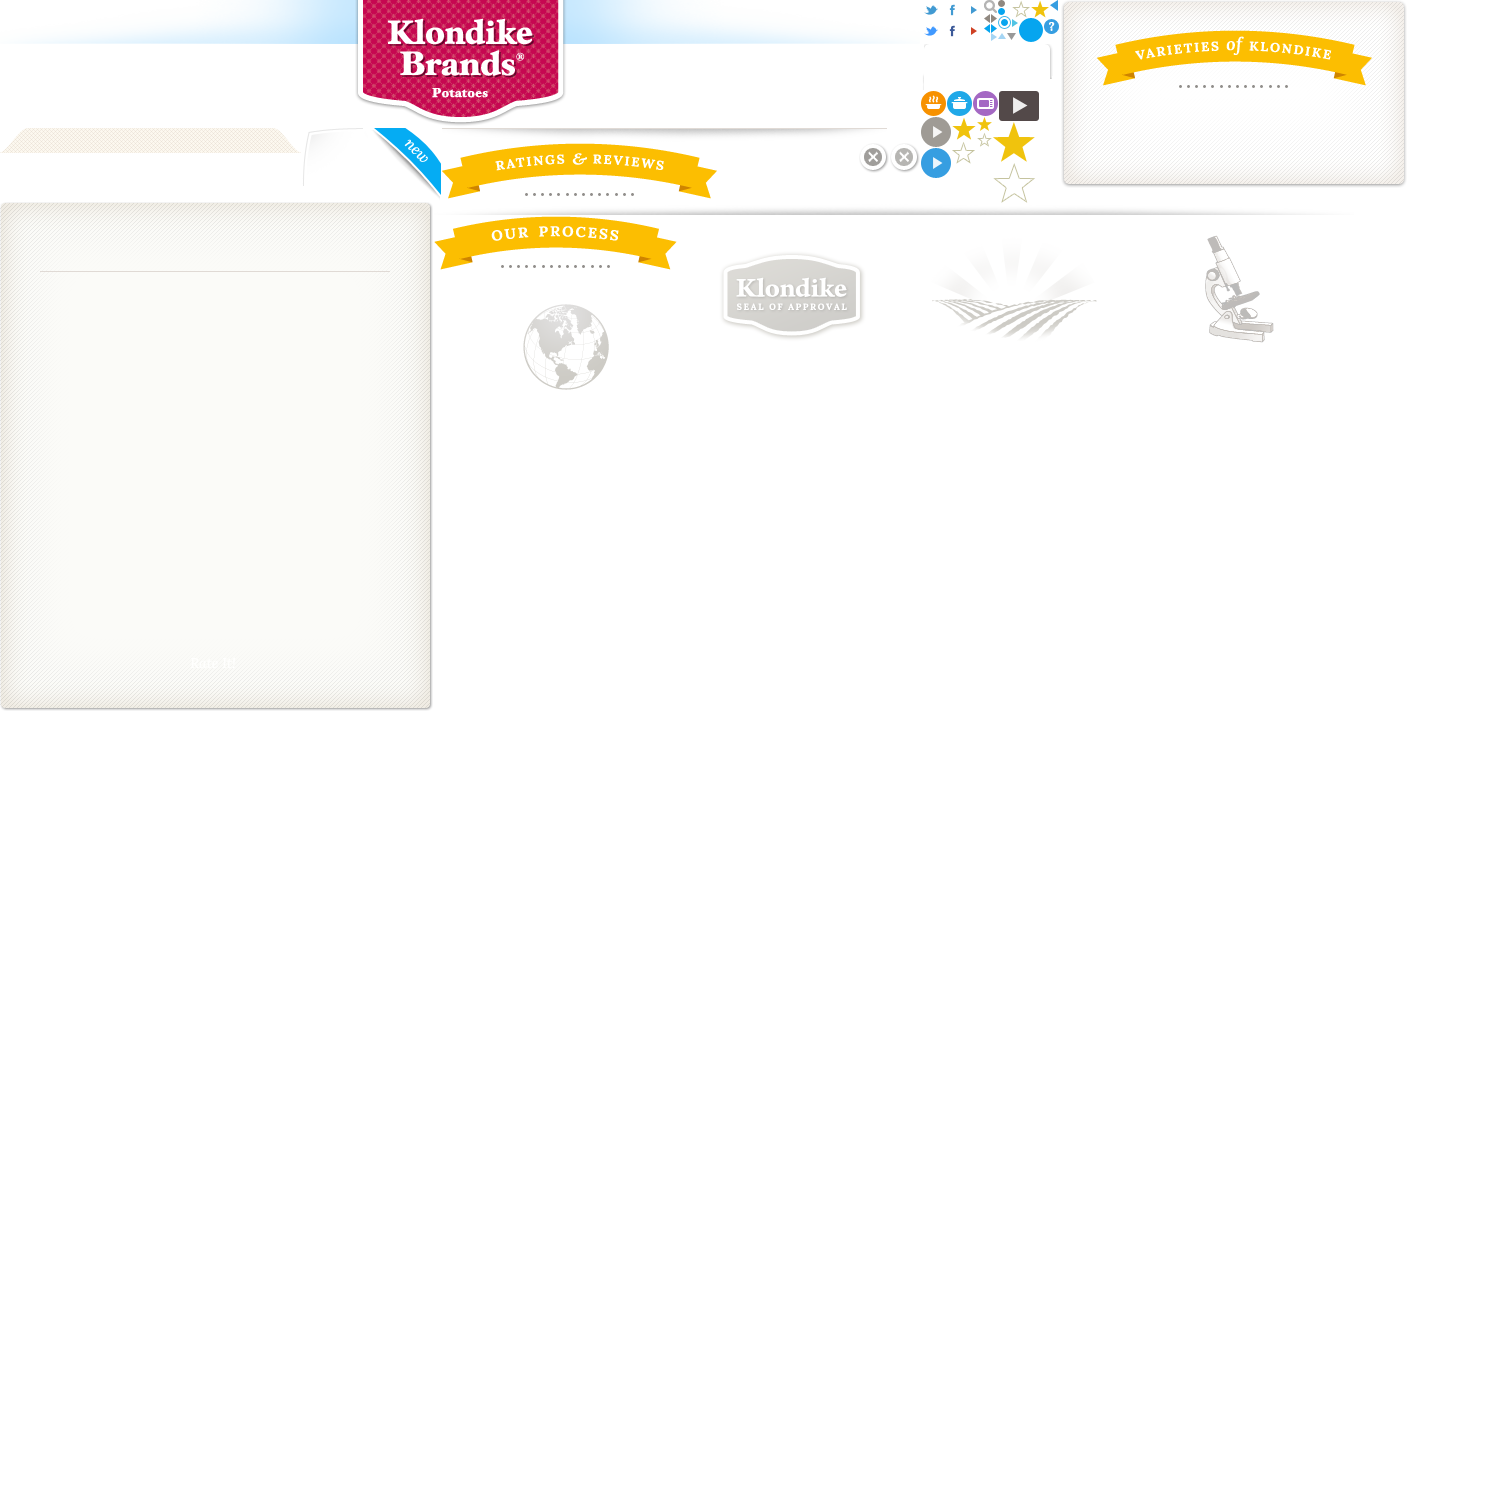 Klondike
Brands®
Potatoes
VARIETIES of KLONDIKE
new
RATINGS & REVIEWS
OUR PROCESS
Klondike
SEAL OF APPROVAL
Rate It!
f
f
?